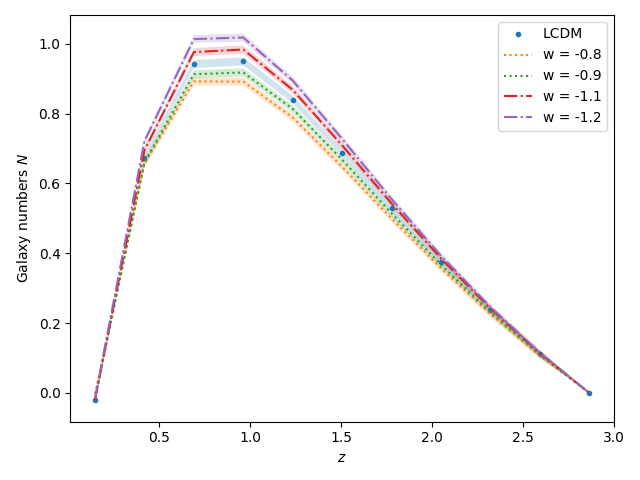 LCDM
w = -0.8
w = -0.9
w = -1.1
w = -1.2
Galaxy numbers N
1.0
0.8
0.6
0.4
0.2
0.0
0.5 1.0 1.5 2.0 2.5 3.0
z